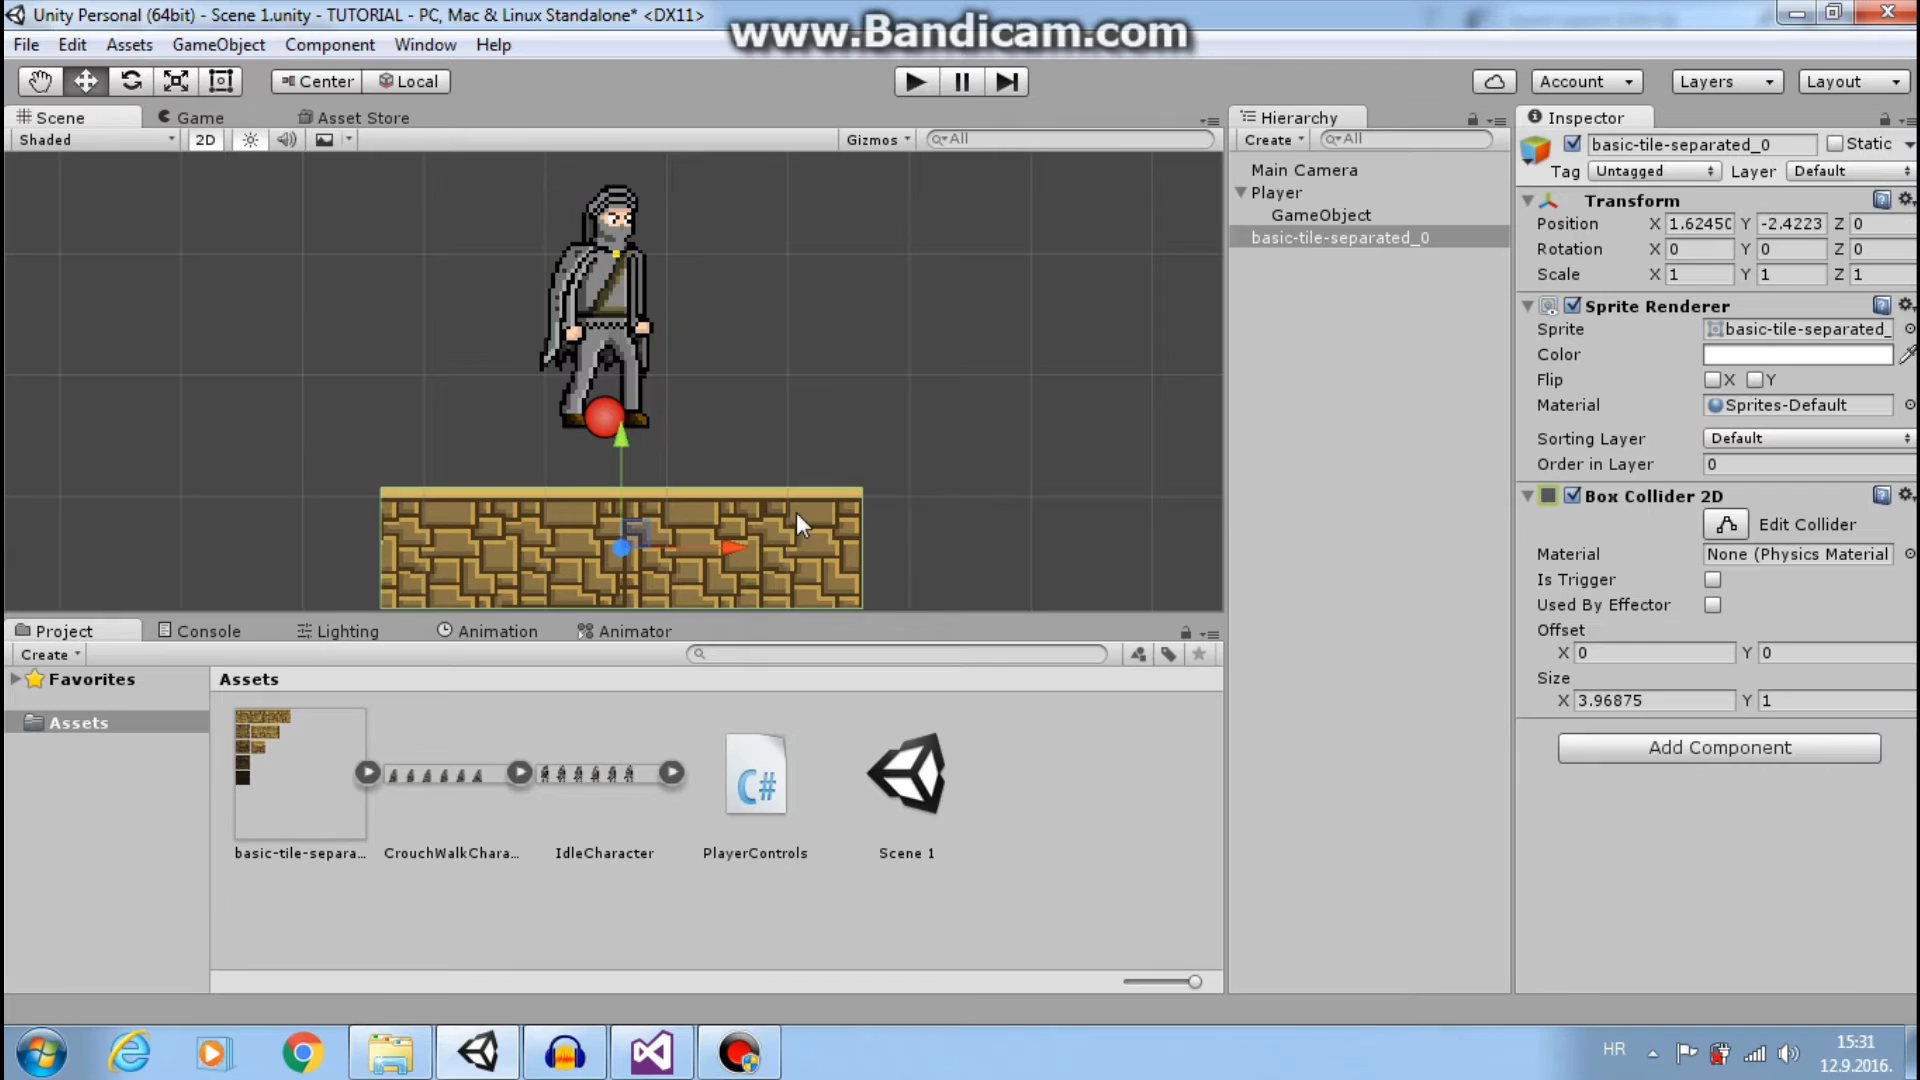 Unity Personal (64bit) - Scene 1.unity - TUTORIAL - PC, Mac & Linux Standalone* <DX11>
www.Bandicam.com
File Edit Assets GameObject Component Window Help
Center Local Account Layers Layout
Scene Game Asset Store
Shaded 2D Gizmos All
Hierarchy
Create All
Main Camera
Player
GameObject
basic-tile-separated_0
Inspector
basic-tile-separated_0 Static
Tag Untagged Layer Default
Transform
Position X 1.6245( Y -2.4223 Z 0
Rotation X 0 Y 0 Z 0
Scale X 1 Y 1 Z 1
Sprite Renderer
Sprite basic-tile-separated_
Color
Flip X Y
Material Sprites-Default
Sorting Layer Default
Order in Layer 0
Box Collider 2D
Edit Collider
Material None (Physics Material
Is Trigger
Used By Effector
Offset
X 0 Y 0
Size
X 3.96875 Y 1
Add Component
Project Console Lighting Animation Animator
Create
Favorites
Assets
Assets
basic-tile-separa... CrouchWalkChara... IdleCharacter PlayerControls Scene 1
C#
HR 15:31
12.9.2016.